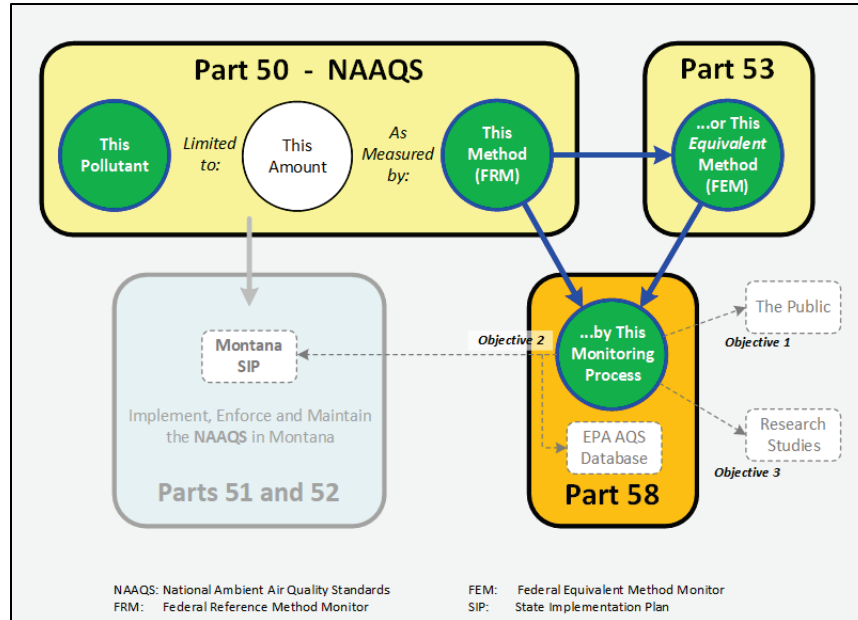 Part 50 - NAAQS
This
Pollutant
Limited
to:
This
Amount
As
Measured
by:
This
Method
(FRM)
Part 53
...or This
Equivalent
Method
(FEM)
Montana
SIP
Implement, Enforce and Maintain
the NAAQS in Montana
Parts 51 and 52
Objective 2
...by This
Monitoring
Process
EPA AQS
Database
Part 58
The Public
Objective 1
Research
Studies
Objective 3
NAAQS: National Ambient Air Quality Standards
FRM: Federal Reference Method Monitor
FEM: Federal Equivalent Method Monitor
SIP: State Implementation Plan